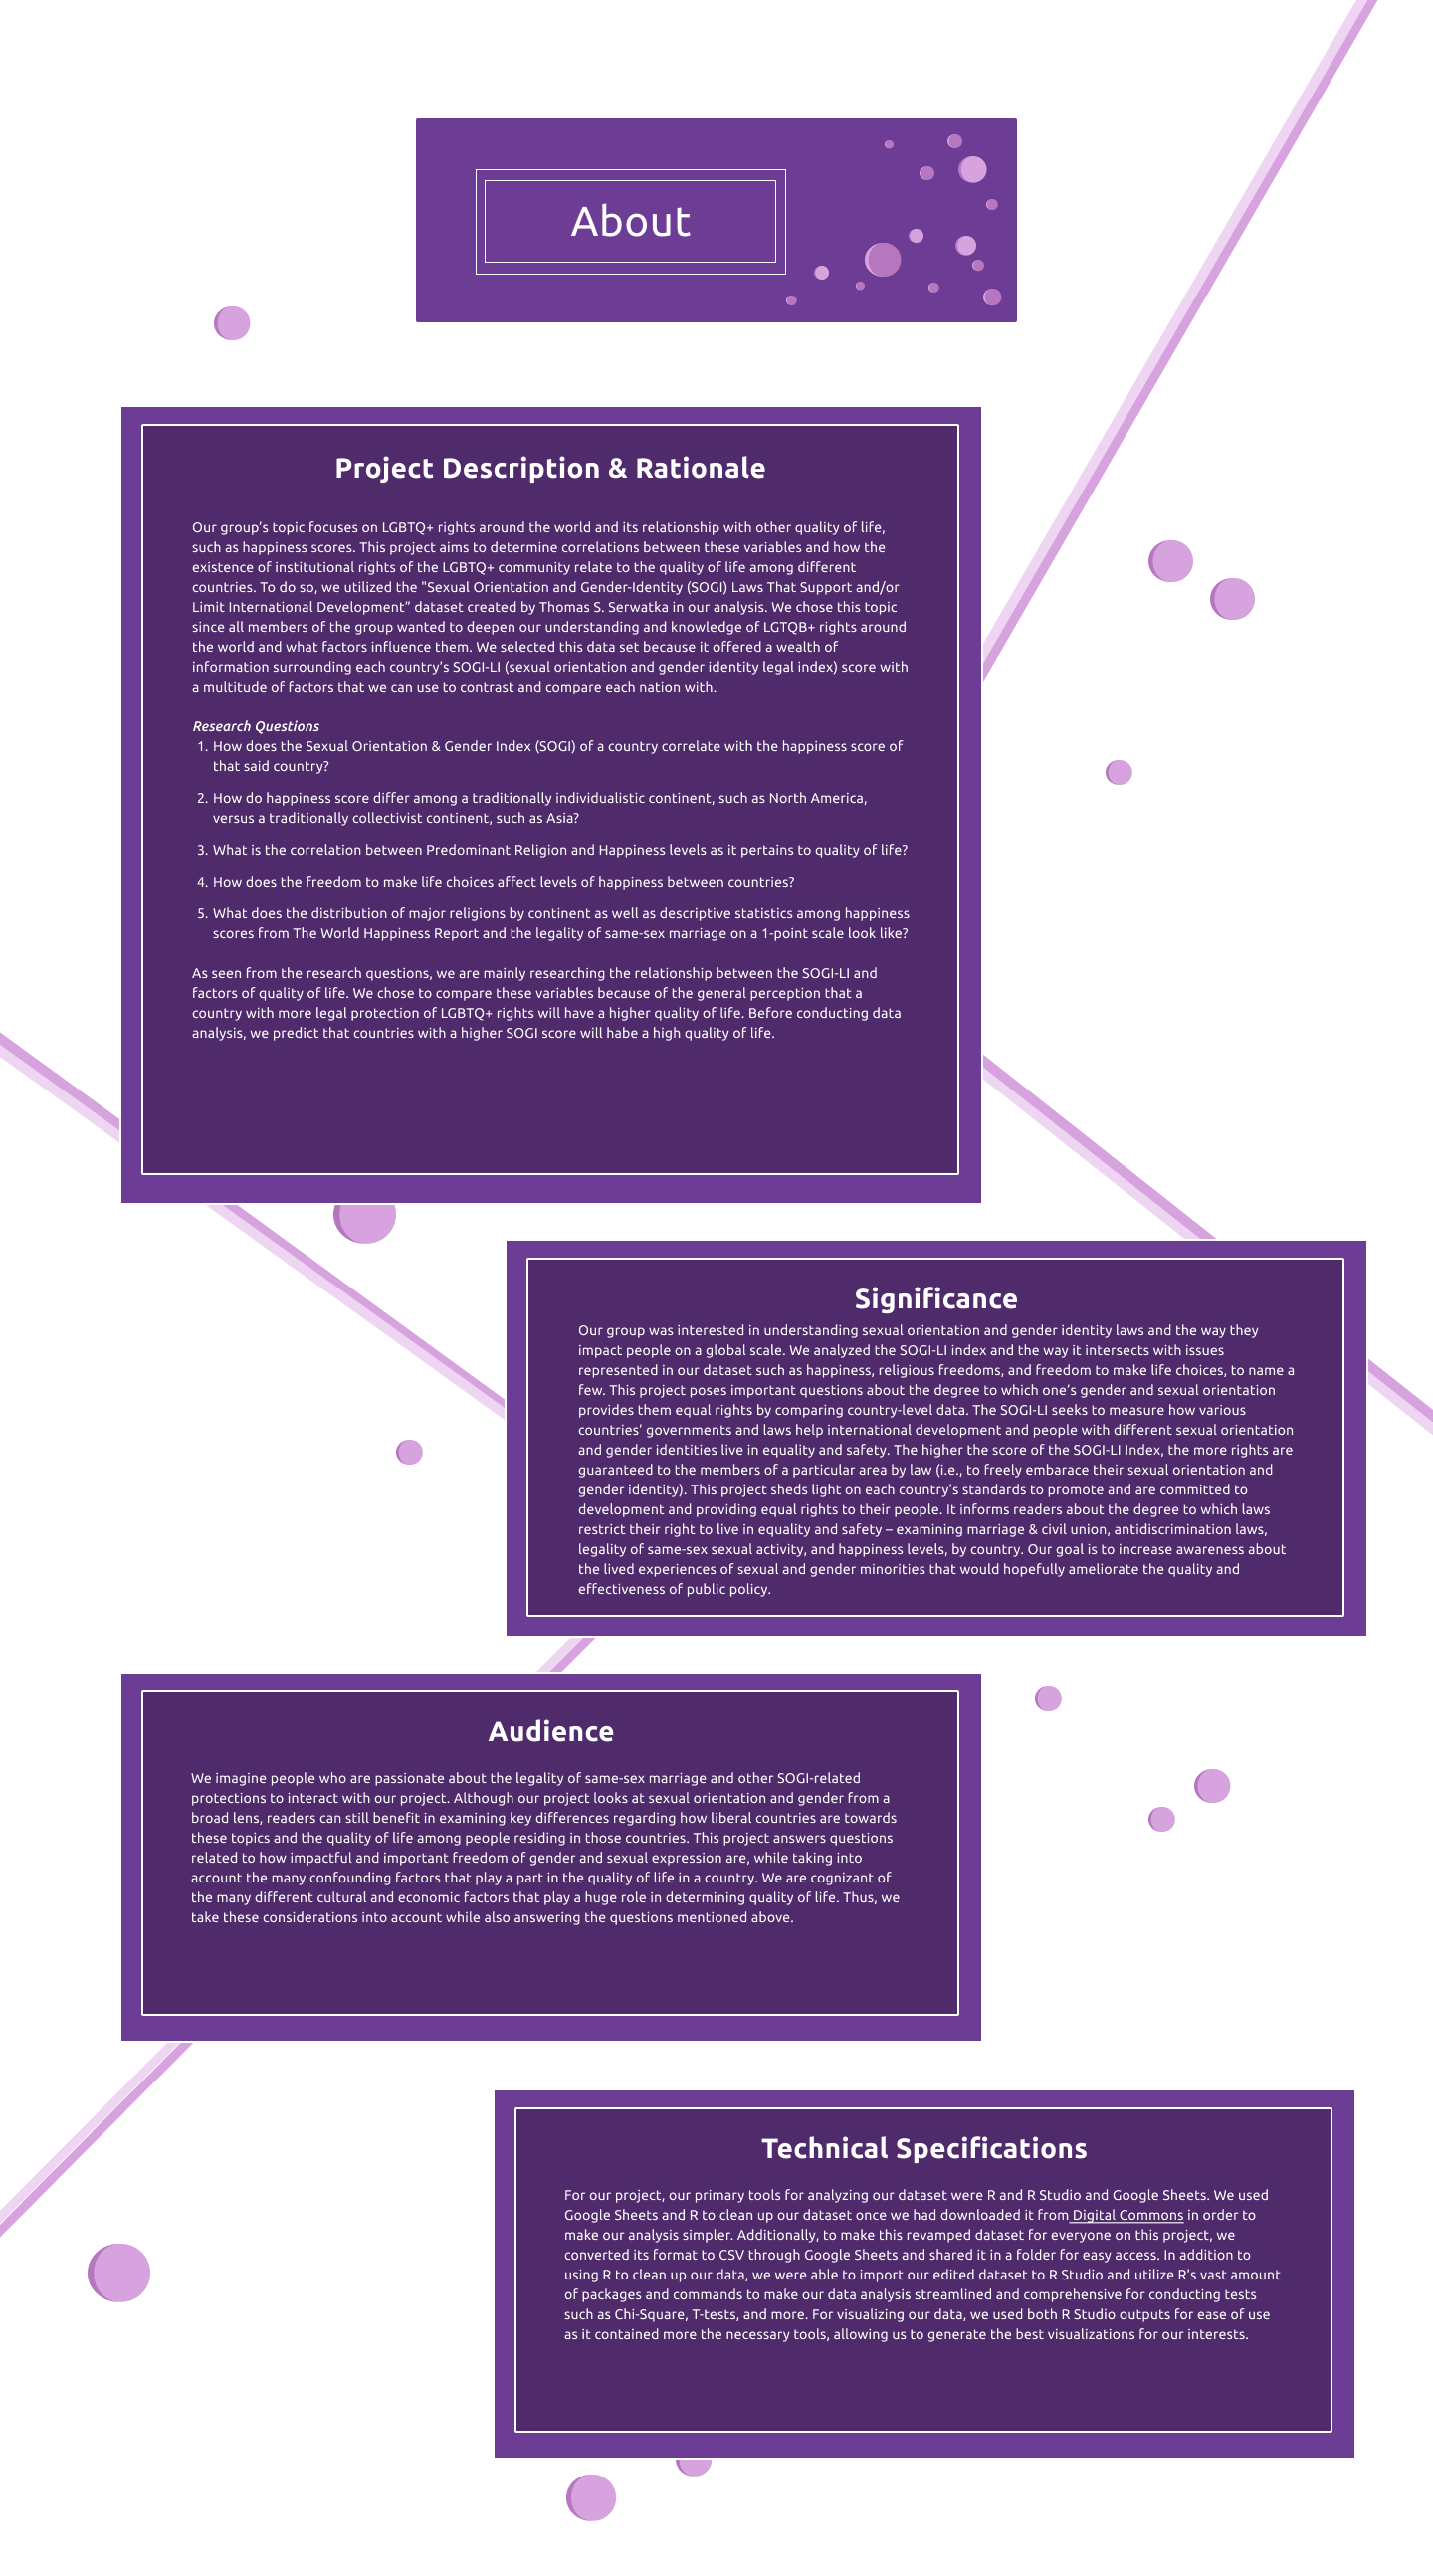 About
Project Description & Rationale
Our group’s topic focuses on LGBTQ+ rights around the world and its relationship with other quality of life,
such as happiness scores. This project aims to determine correlations between these variables and how the
existence of institutional rights of the LGBTQ+ community relate to the quality of life among different
countries. To do so, we utilized the "Sexual Orientation and Gender-Identity (SOGI) Laws That Support and/or
Limit International Development” dataset created by Thomas S. Serwatka in our analysis. We chose this topic
since all members of the group wanted to deepen our understanding and knowledge of LGTQB+ rights around
the world and what factors influence them. We selected this data set because it offered a wealth of
information surrounding each country’s SOGI-LI (sexual orientation and gender identity legal index) score with
a multitude of factors that we can use to contrast and compare each nation with.
Research Questions
1. How does the Sexual Orientation & Gender Index (SOGI) of a country correlate with the happiness score of
that said country?
2. How do happiness score differ among a traditionally individualistic continent, such as North America,
versus a traditionally collectivist continent, such as Asia?
3. What is the correlation between Predominant Religion and Happiness levels as it pertains to quality of life?
4. How does the freedom to make life choices affect levels of happiness between countries?
5. What does the distribution of major religions by continent as well as descriptive statistics among happiness
scores from The World Happiness Report and the legality of same-sex marriage on a 1-point scale look like?
As seen from the research questions, we are mainly researching the relationship between the SOGI-LI and
factors of quality of life. We chose to compare these variables because of the general perception that a
country with more legal protection of LGBTQ+ rights will have a higher quality of life. Before conducting data
analysis, we predict that countries with a higher SOGI score will habe a high quality of life.
Significance
Our group was interested in understanding sexual orientation and gender identity laws and the way they
impact people on a global scale. We analyzed the SOGI-LI index and the way it intersects with issues
represented in our dataset such as happiness, religious freedoms, and freedom to make life choices, to name a
few. This project poses important questions about the degree to which one’s gender and sexual orientation
provides them equal rights by comparing country-level data. The SOGI-LI seeks to measure how various
countries’ governments and laws help international development and people with different sexual orientation
and gender identities live in equality and safety. The higher the score of the SOGI-LI Index, the more rights are
guaranteed to the members of a particular area by law (i.e., to freely embarace their sexual orientation and
gender identity). This project sheds light on each country’s standards to promote and are committed to
development and providing equal rights to their people. It informs readers about the degree to which laws
restrict their right to live in equality and safety – examining marriage & civil union, antidiscrimination laws,
legality of same-sex sexual activity, and happiness levels, by country. Our goal is to increase awareness about
the lived experiences of sexual and gender minorities that would hopefully ameliorate the quality and
effectiveness of public policy.
Audience
We imagine people who are passionate about the legality of same-sex marriage and other SOGI-related
protections to interact with our project. Although our project looks at sexual orientation and gender from a
broad lens, readers can still benefit in examining key differences regarding how liberal countries are towards
these topics and the quality of life among people residing in those countries. This project answers questions
related to how impactful and important freedom of gender and sexual expression are, while taking into
account the many confounding factors that play a part in the quality of life in a country. We are cognizant of
the many different cultural and economic factors that play a huge role in determining quality of life. Thus, we
take these considerations into account while also answering the questions mentioned above.
Technical Specifications
For our project, our primary tools for analyzing our dataset were R and R Studio and Google Sheets. We used
Google Sheets and R to clean up our dataset once we had downloaded it from Digital Commons in order to
make our analysis simpler. Additionally, to make this revamped dataset for everyone on this project, we
converted its format to CSV through Google Sheets and shared it in a folder for easy access. In addition to
using R to clean up our data, we were able to import our edited dataset to R Studio and utilize R’s vast amount
of packages and commands to make our data analysis streamlined and comprehensive for conducting tests
such as Chi-Square, T-tests, and more. For visualizing our data, we used both R Studio outputs for ease of use
as it contained more the necessary tools, allowing us to generate the best visualizations for our interests.